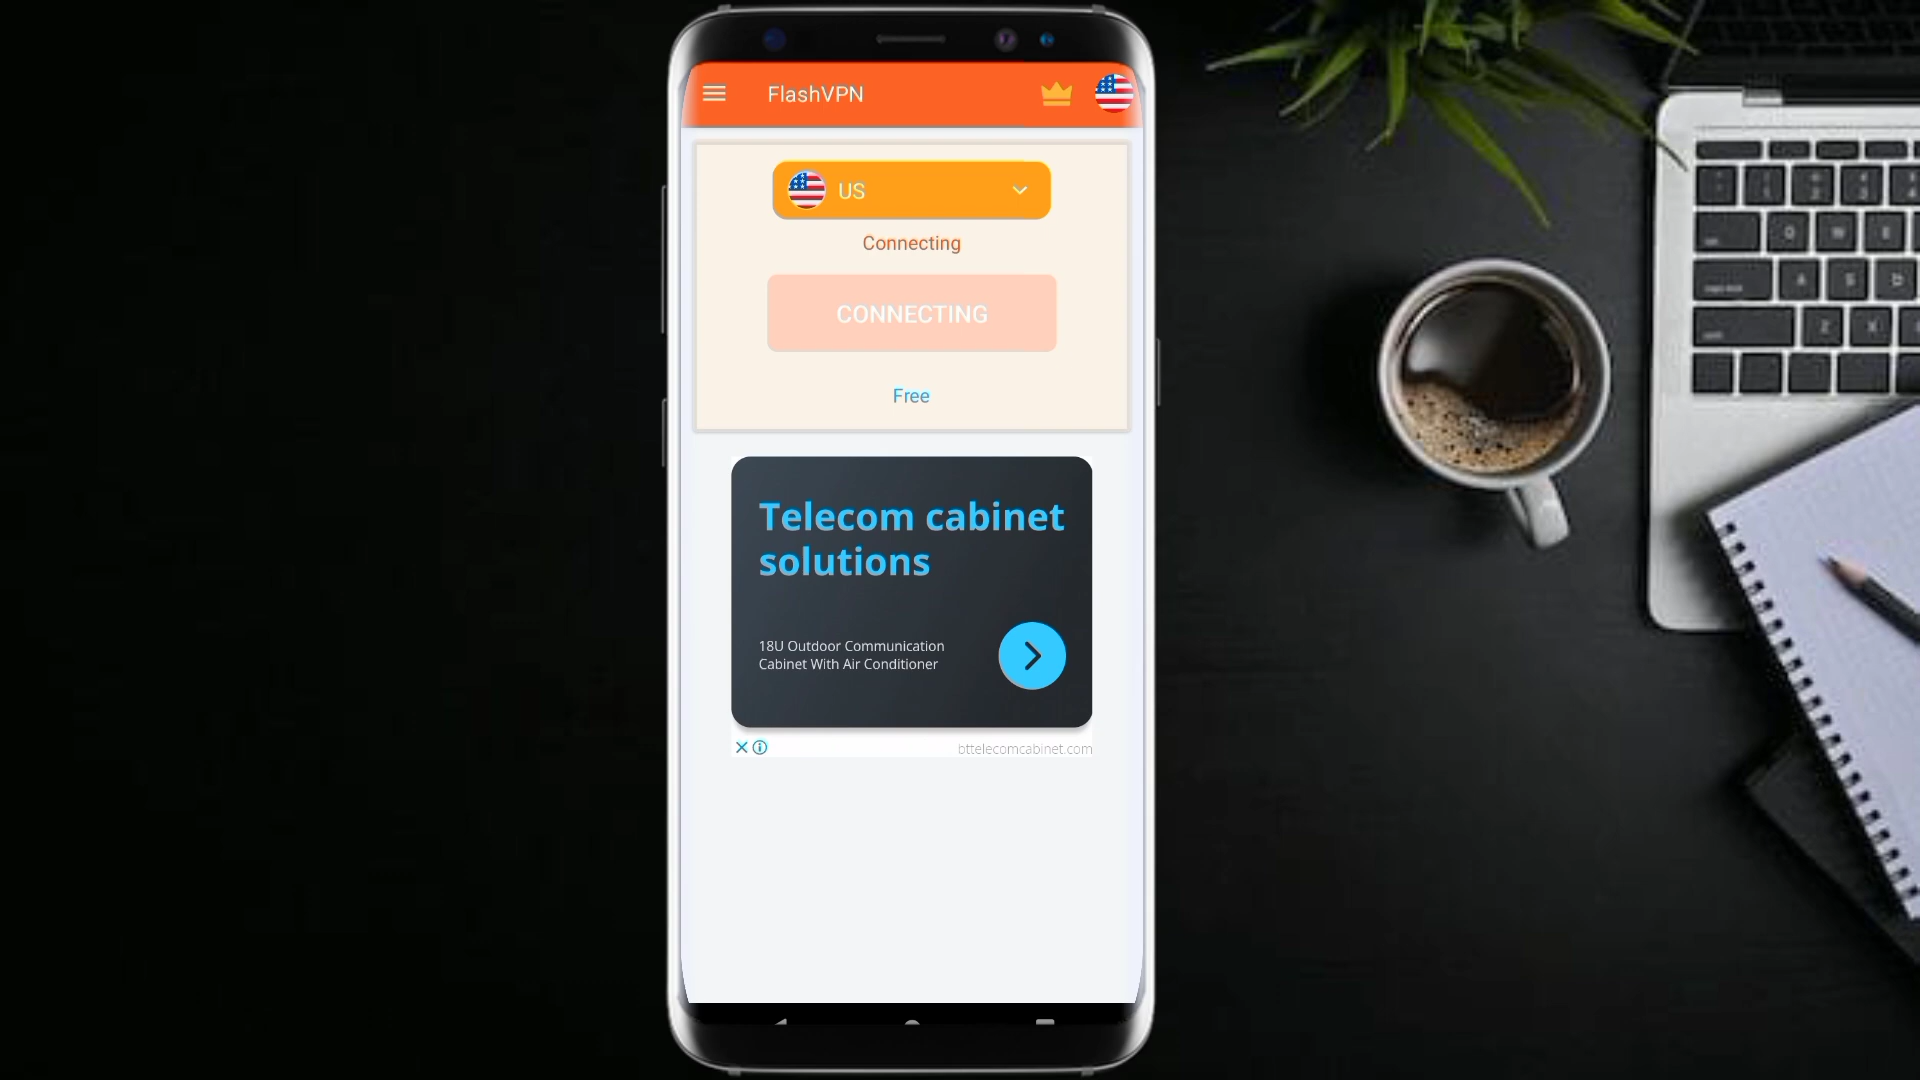 FlashVPN
US
Connecting
CONNECTING
Free
Telecom cabinet
solutions
18U Outdoor Communication
Cabinet With Air Conditioner
bttelecomcabinet.com